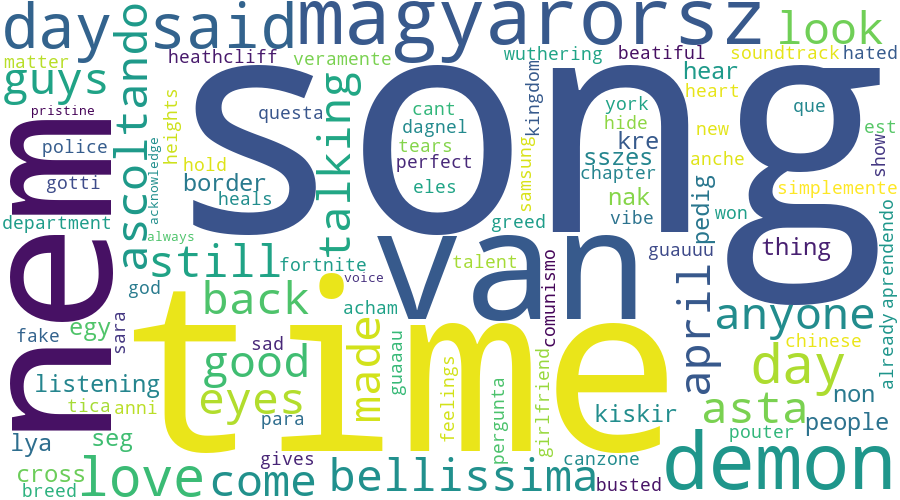 day said magyarorsz look
matter heathcliff veramente wuthering beatiful soundtrack hated
guys ascoltando talking hear
song
pristine heights questa cant york heart que
police dagnel kingdom hide new est
nem acknowledge tears kre show
gotti hold perfect samsung sszes anche
border eles chapter simplemente
heals nak pedig
department greed vibe won
always still fortnite van talent guauuu thing
god voice comunismo april aprendendo
time
fake egy sara back acham anyone
sad made guaaau chinese already
listening good day
tica anni eyes feelings girlfriend kiskir asta non
para pergunta people
lya seg pouter
cross love come gives bellissima canzone demon
breed busted